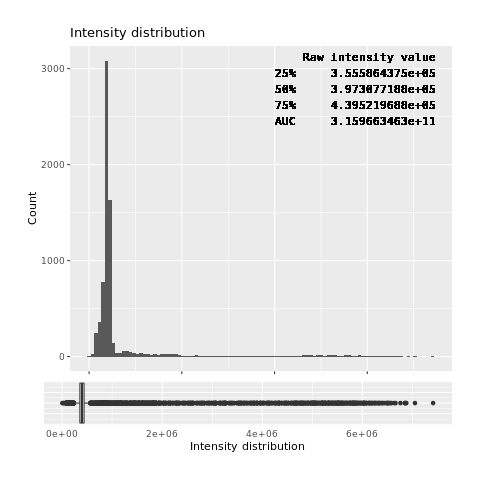 Intensity distribution
Raw intensity value
25% 3.555864375e+05
50% 3.973077188e+05
75% 4.395219688e+05
AUC 3.159663463e+11
Count
3000
2000
1000
0
0e+00 2e+06 4e+06 6e+06
Intensity distribution